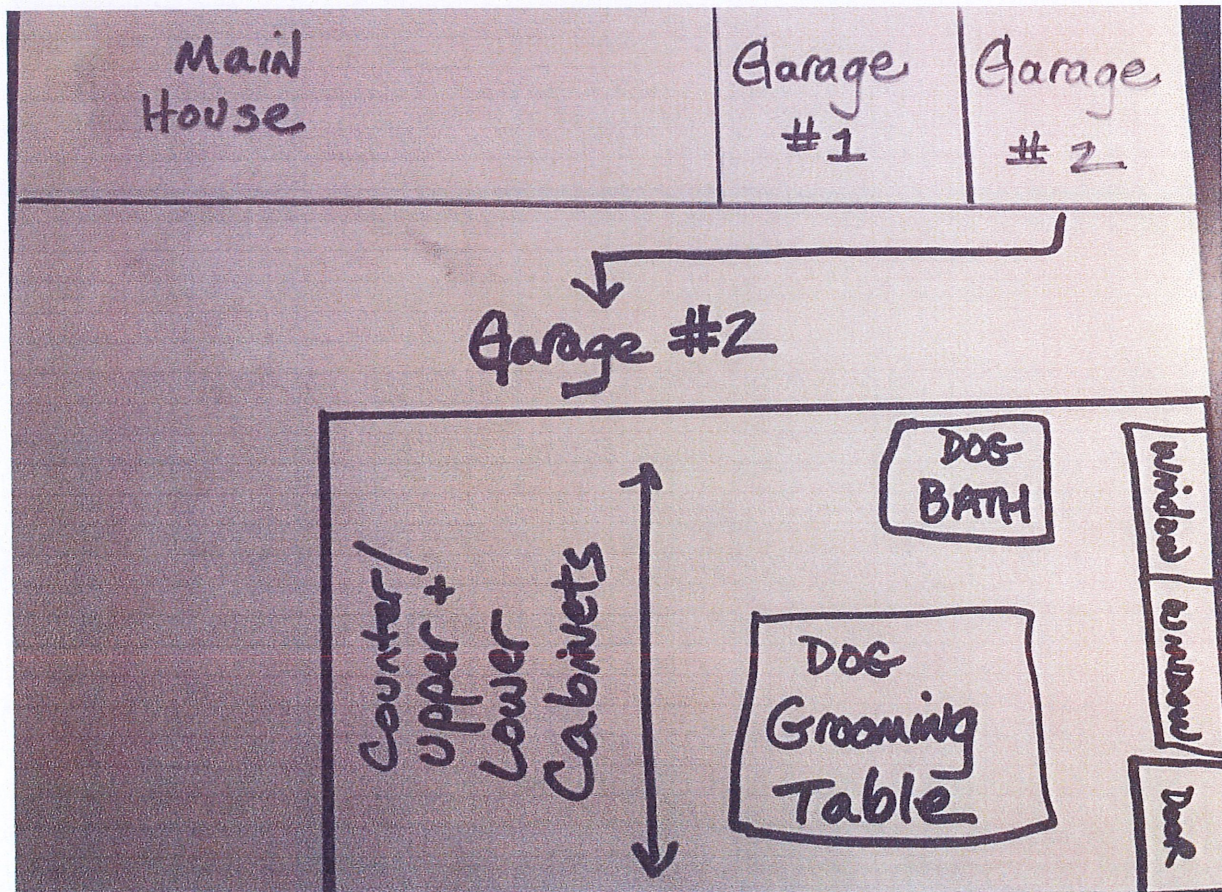 Main
House
Garage
#1
Garage
#2
Garage #2
Counter/
Upper +
Lower
Cabinets
DOG
BATH
DOG
Grooming
Table
Window
WINDOW
Door